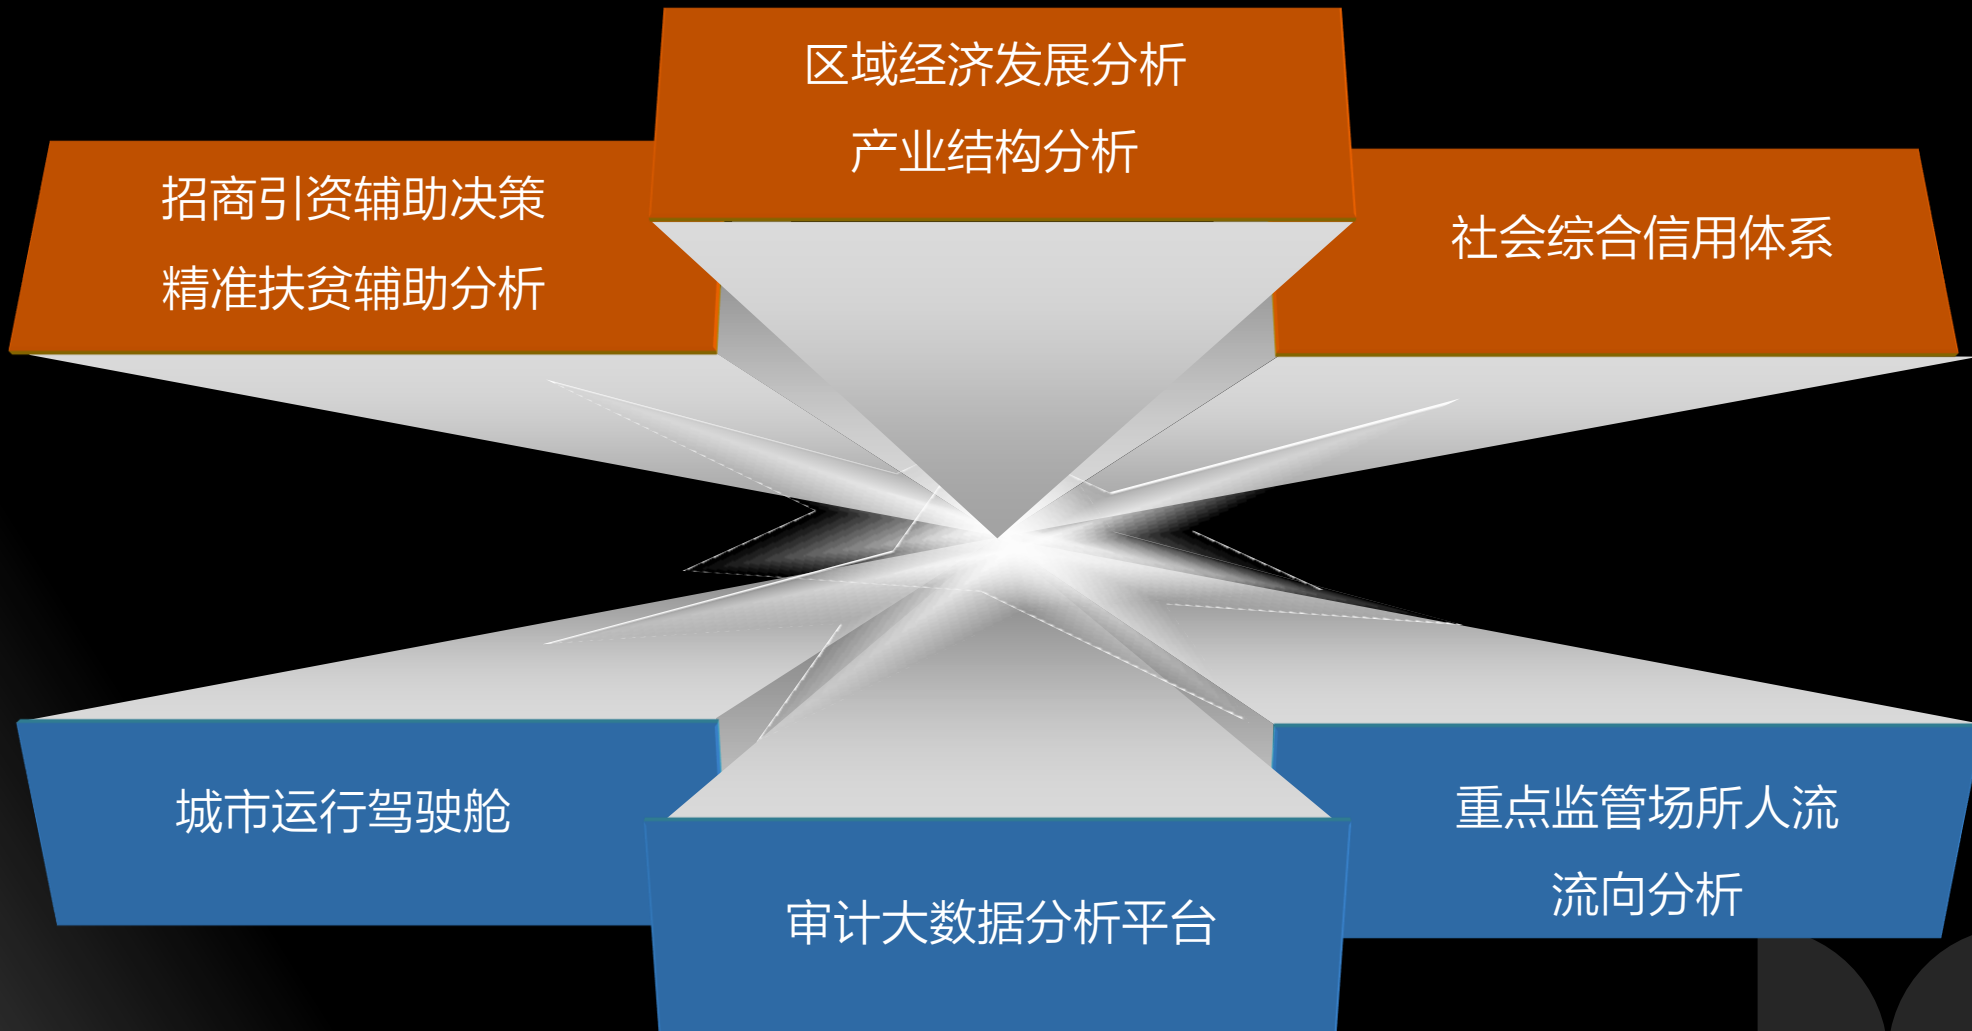 区域经济发展分析
产业结构分析
招商引资辅助决策
精准扶贫辅助分析
社会综合信用体系
城市运行驾驶舱
审计大数据分析平台
重点监管场所人流
流向分析